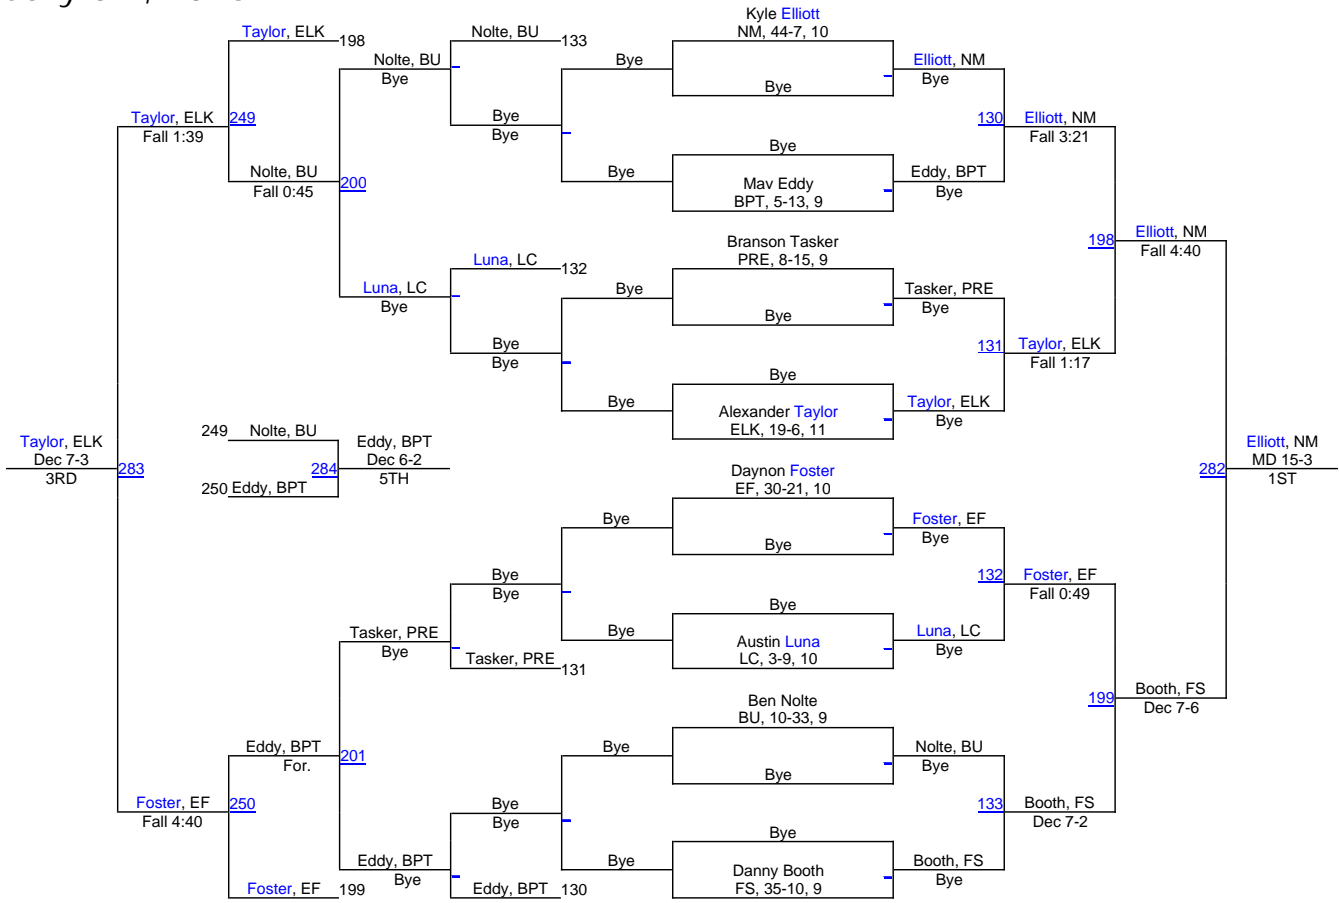 Kyle Elliott
NM, 44-7, 10
Bye
Bye
Mav Eddy
BPT, 5-13, 9
Branson Tasker
PRE, 8-15, 9
Bye
Bye
Alexander Taylor
ELK, 19-6, 11
Daynon Foster
EF, 30-21, 10
Bye
Bye
Austin Luna
LC, 3-9, 10
Ben Nolte
BU, 10-33, 9
Bye
Bye
Danny Booth
FS, 35-10, 9
Elliott, NM
Bye
130
Eddy, BPT
Bye
Tasker, PRE
Bye
131
Taylor, ELK
Bye
Foster, EF
Bye
132
Luna, LC
Bye
Nolte, BU
Bye
133
Booth, FS
Bye
Elliott, NM
Fall 3:21
198
Taylor, ELK
Fall 1:17
Foster, EF
Fall 0:49
199
Booth, FS
Dec 7-2
Elliott, NM
Fall 4:40
282
Booth, FS
Dec 7-6
Elliott, NM
MD 15-3
1ST
Bye
Bye
Bye
Bye
Bye
Bye
Bye
Bye
Nolte, BU 133
Bye
Bye
Luna, LC 132
Bye
Bye
Bye
Bye
Tasker, PRE 131
Bye
Bye
Eddy, BPT 130
Nolte, BU
Bye
200
Luna, LC
Bye
Tasker, PRE
Bye
201
Eddy, BPT
Bye
Taylor, ELK 198
249
Nolte, BU
Fall 0:45
Eddy, BPT
For.
250
Foster, EF 199
Taylor, ELK
Fall 1:39
283
Foster, EF
Fall 4:40
Taylor, ELK
Dec 7-3
3RD
249 Nolte, BU
284
250 Eddy, BPT
Eddy, BPT
Dec 6-2
5TH